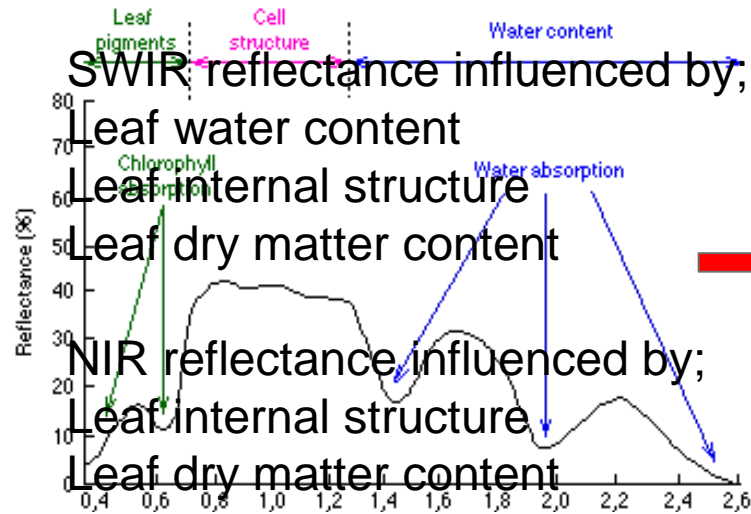 Leaf pigments
Cell structure
Water content
SWIR reflectance influenced by;
Leaf water content
Leaf internal structure
Leaf dry matter content
NIR reflectance influenced by;
Leaf internal structure
Leaf dry matter content
Chlorophyll absorption
Water absorption
Reflectance (%)
80
70
60
50
40
30
20
10
0
0,4 0,6 0,8 1,0 1,2 1,4 1,6 1,8 2,0 2,2 2,4 2,6